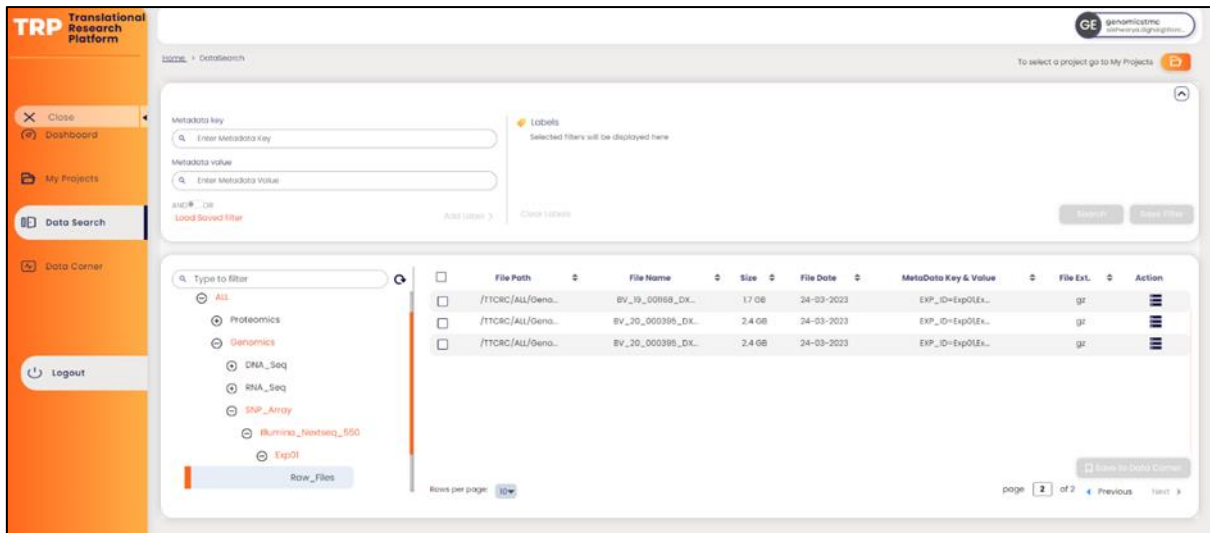 TRP Translational
Research
Platform
GE genomicstmc
Home > DataSearch
To select a project go to My Projects
Close
Dashboard
My Projects
Data Search
Data Corner
Logout
Metadata key
Enter Metadata Key
Metadata value
Enter Metadata Value
AND OR
Load Saved Filter
Add Label >
Labels
Selected filters will be displayed here
Clear Labels
Search Save Filter
Type to filter
ALL
Proteomics
Genomics
DNA_Seq
RNA_Seq
SNP_Array
Illumina_Nextseq_550
Exp01
Raw_Files
File Path File Name Size File Date MetaData Key & Value File Ext. Action
/TTCRC/ALL/Geno... BV_19_00868_DX... 1.7 GB 24-03-2023 EXP_ID=Exp01,Ex... gz
/TTCRC/ALL/Geno... BV_20_000395_DX... 2.4 GB 24-03-2023 EXP_ID=Exp01,Ex... gz
/TTCRC/ALL/Geno... BV_20_000395_DX... 2.4 GB 24-03-2023 EXP_ID=Exp01,Ex... gz
Save to Data Corner
Rows per page: 10
page 2 of 2 Previous Next >